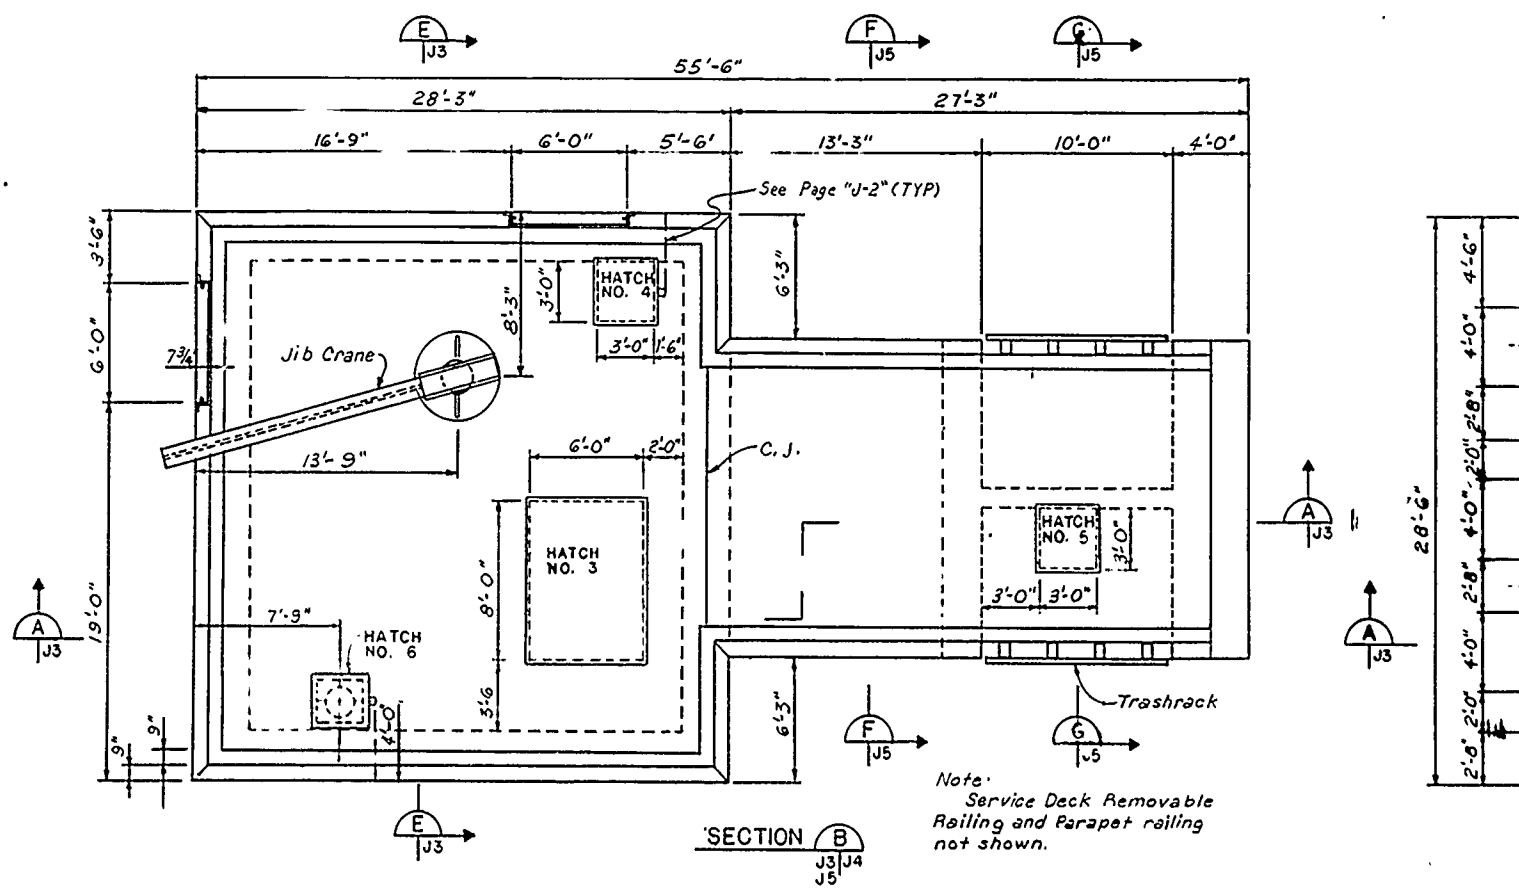 E
J3
F
J5
G
J5
55'-6"
28'-3"
27'-3"
16'-9"
6'-0"
5'-6'
13'-3"
10'-0"
4'-0"
See Page "J-2" (TYP)
3'-6"
6'-0"
7¾"
19'-0"
9"
9"
Jib Crane
8'-3"
3'-0"
HATCH
NO. 4
3'-0"
1'-6"
6'-3"
13'-9"
6'-0"
2'-0"
C.J.
HATCH
NO. 3
8'-0"
3'-6
7'-9"
HATCH
NO. 6
4'-0"
HATCH
NO. 5
3'-0"
3'-0"
3'-0"
A
J3
A
J3
A
J3
6'-3"
Trashrack
F
J5
G
J5
E
J3
SECTION B
J3 J4
J5
Note:
Service Deck Removable
Railing and Parapet railing
not shown.
28'-6"
4'-6"
4'-0"
2'-8"
2'-0"
4'-0"
2'-8"
4'-0"
2'-0"
2'-8"